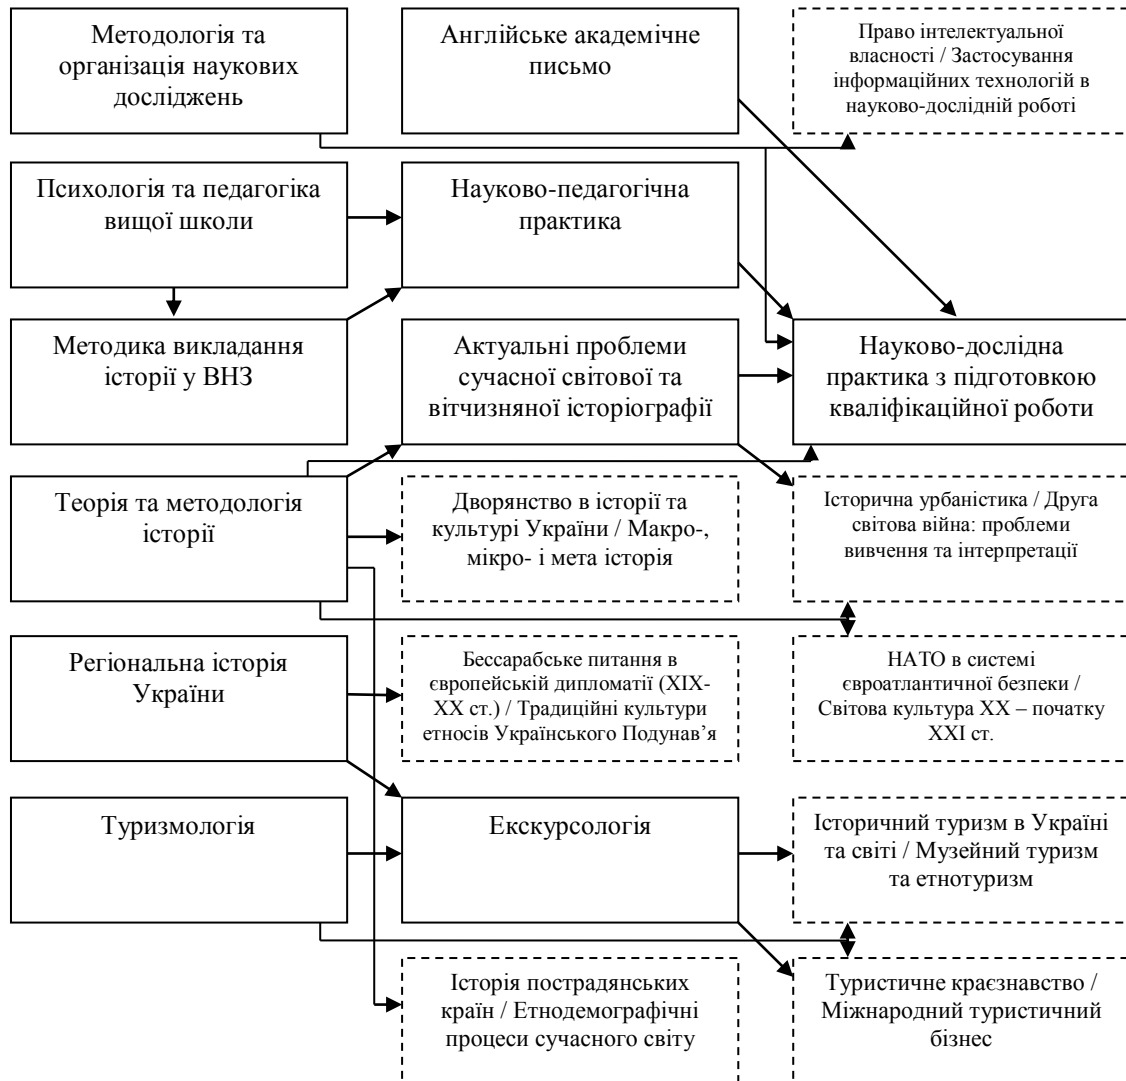 Методологія та
організація наукових
досліджень
Англійське академічне
письмо
Право інтелектуальної
власності / Застосування
інформаційних технологій в
науково-дослідній роботі
Психологія та педагогіка
вищої школи
Науково-педагогічна
практика
Методика викладання
історії у ВНЗ
Актуальні проблеми
сучасної світової та
вітчизняної історіографії
Науково-дослідна
практика з підготовкою
кваліфікаційної роботи
Теорія та методологія
історії
Дворянство в історії та
культурі України / Макро-,
мікро- і мета історія
Історична урбаністика / Друга
світова війна: проблеми
вивчення та інтерпретації
Регіональна історія
України
Бессарабське питання в
європейській дипломатії (XIX-
XX ст.) / Традиційні культури
етносів Українського Подунав’я
НАТО в системі
євроатлантичної безпеки /
Світова культура XX – початку
XXI ст.
Туризмологія
Екскурсологія
Історичний туризм в Україні
та світі / Музейний туризм
та етнотуризм
Історія пострадянських
країн / Етнодемографічні
процеси сучасного світу
Туристичне краєзнавство /
Міжнародний туристичний
бізнес